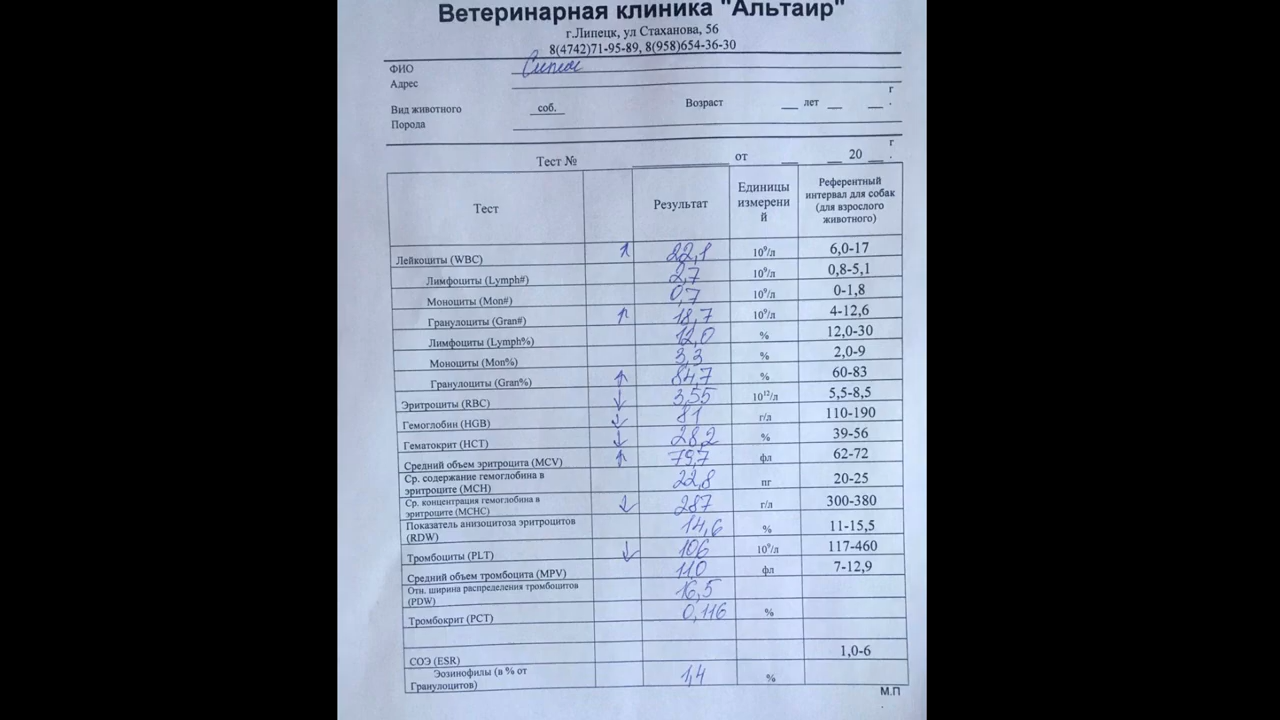 Ветеринарная клиника "Альтаир"
г.Липецк, ул Стаханова, 56
8(4742)71-95-89, 8(958)654-36-30
ФИО
Адрес
г
Вид животного соб. Возраст __ лет __ __ .
Порода
г
Тест № ____ от __ __ 20 __ .
Тест Результат Единицы измерений Референтный интервал для собак (для взрослого животного)
Лейкоциты (WBC) ↑ 22,1 10⁹/л 6,0-17
Лимфоциты (Lymph#) 2,7 10⁹/л 0,8-5,1
Моноциты (Mon#) 0,7 10⁹/л 0-1,8
Гранулоциты (Gran#) ↑ 18,7 10⁹/л 4-12,6
Лимфоциты (Lymph%) 12,0 % 12,0-30
Моноциты (Mon%) 3,3 % 2,0-9
Гранулоциты (Gran%) ↑ 84,7 % 60-83
Эритроциты (RBC) ↓ 3,55 10¹²/л 5,5-8,5
Гемоглобин (HGB) ↓ 81 г/л 110-190
Гематокрит (HCT) ↓ 28,2 % 39-56
Средний объем эритроцита (MCV) ↑ 79,7 фл 62-72
Ср. содержание гемоглобина в эритроците (MCH) 22,8 пг 20-25
Ср. концентрация гемоглобина в эритроците (MCHC) ↓ 287 г/л 300-380
Показатель анизоцитоза эритроцитов (RDW) 14,6 % 11-15,5
Тромбоциты (PLT) ↓ 106 10⁹/л 117-460
Средний объем тромбоцита (MPV) 110 фл 7-12,9
Отн. ширина распределения тромбоцитов (PDW) 16,5
Тромбокрит (PCT) 0,116 %
СОЭ (ESR) 1,0-6
Эозинофилы (в % от Гранулоцитов) 1,4 %
М.П